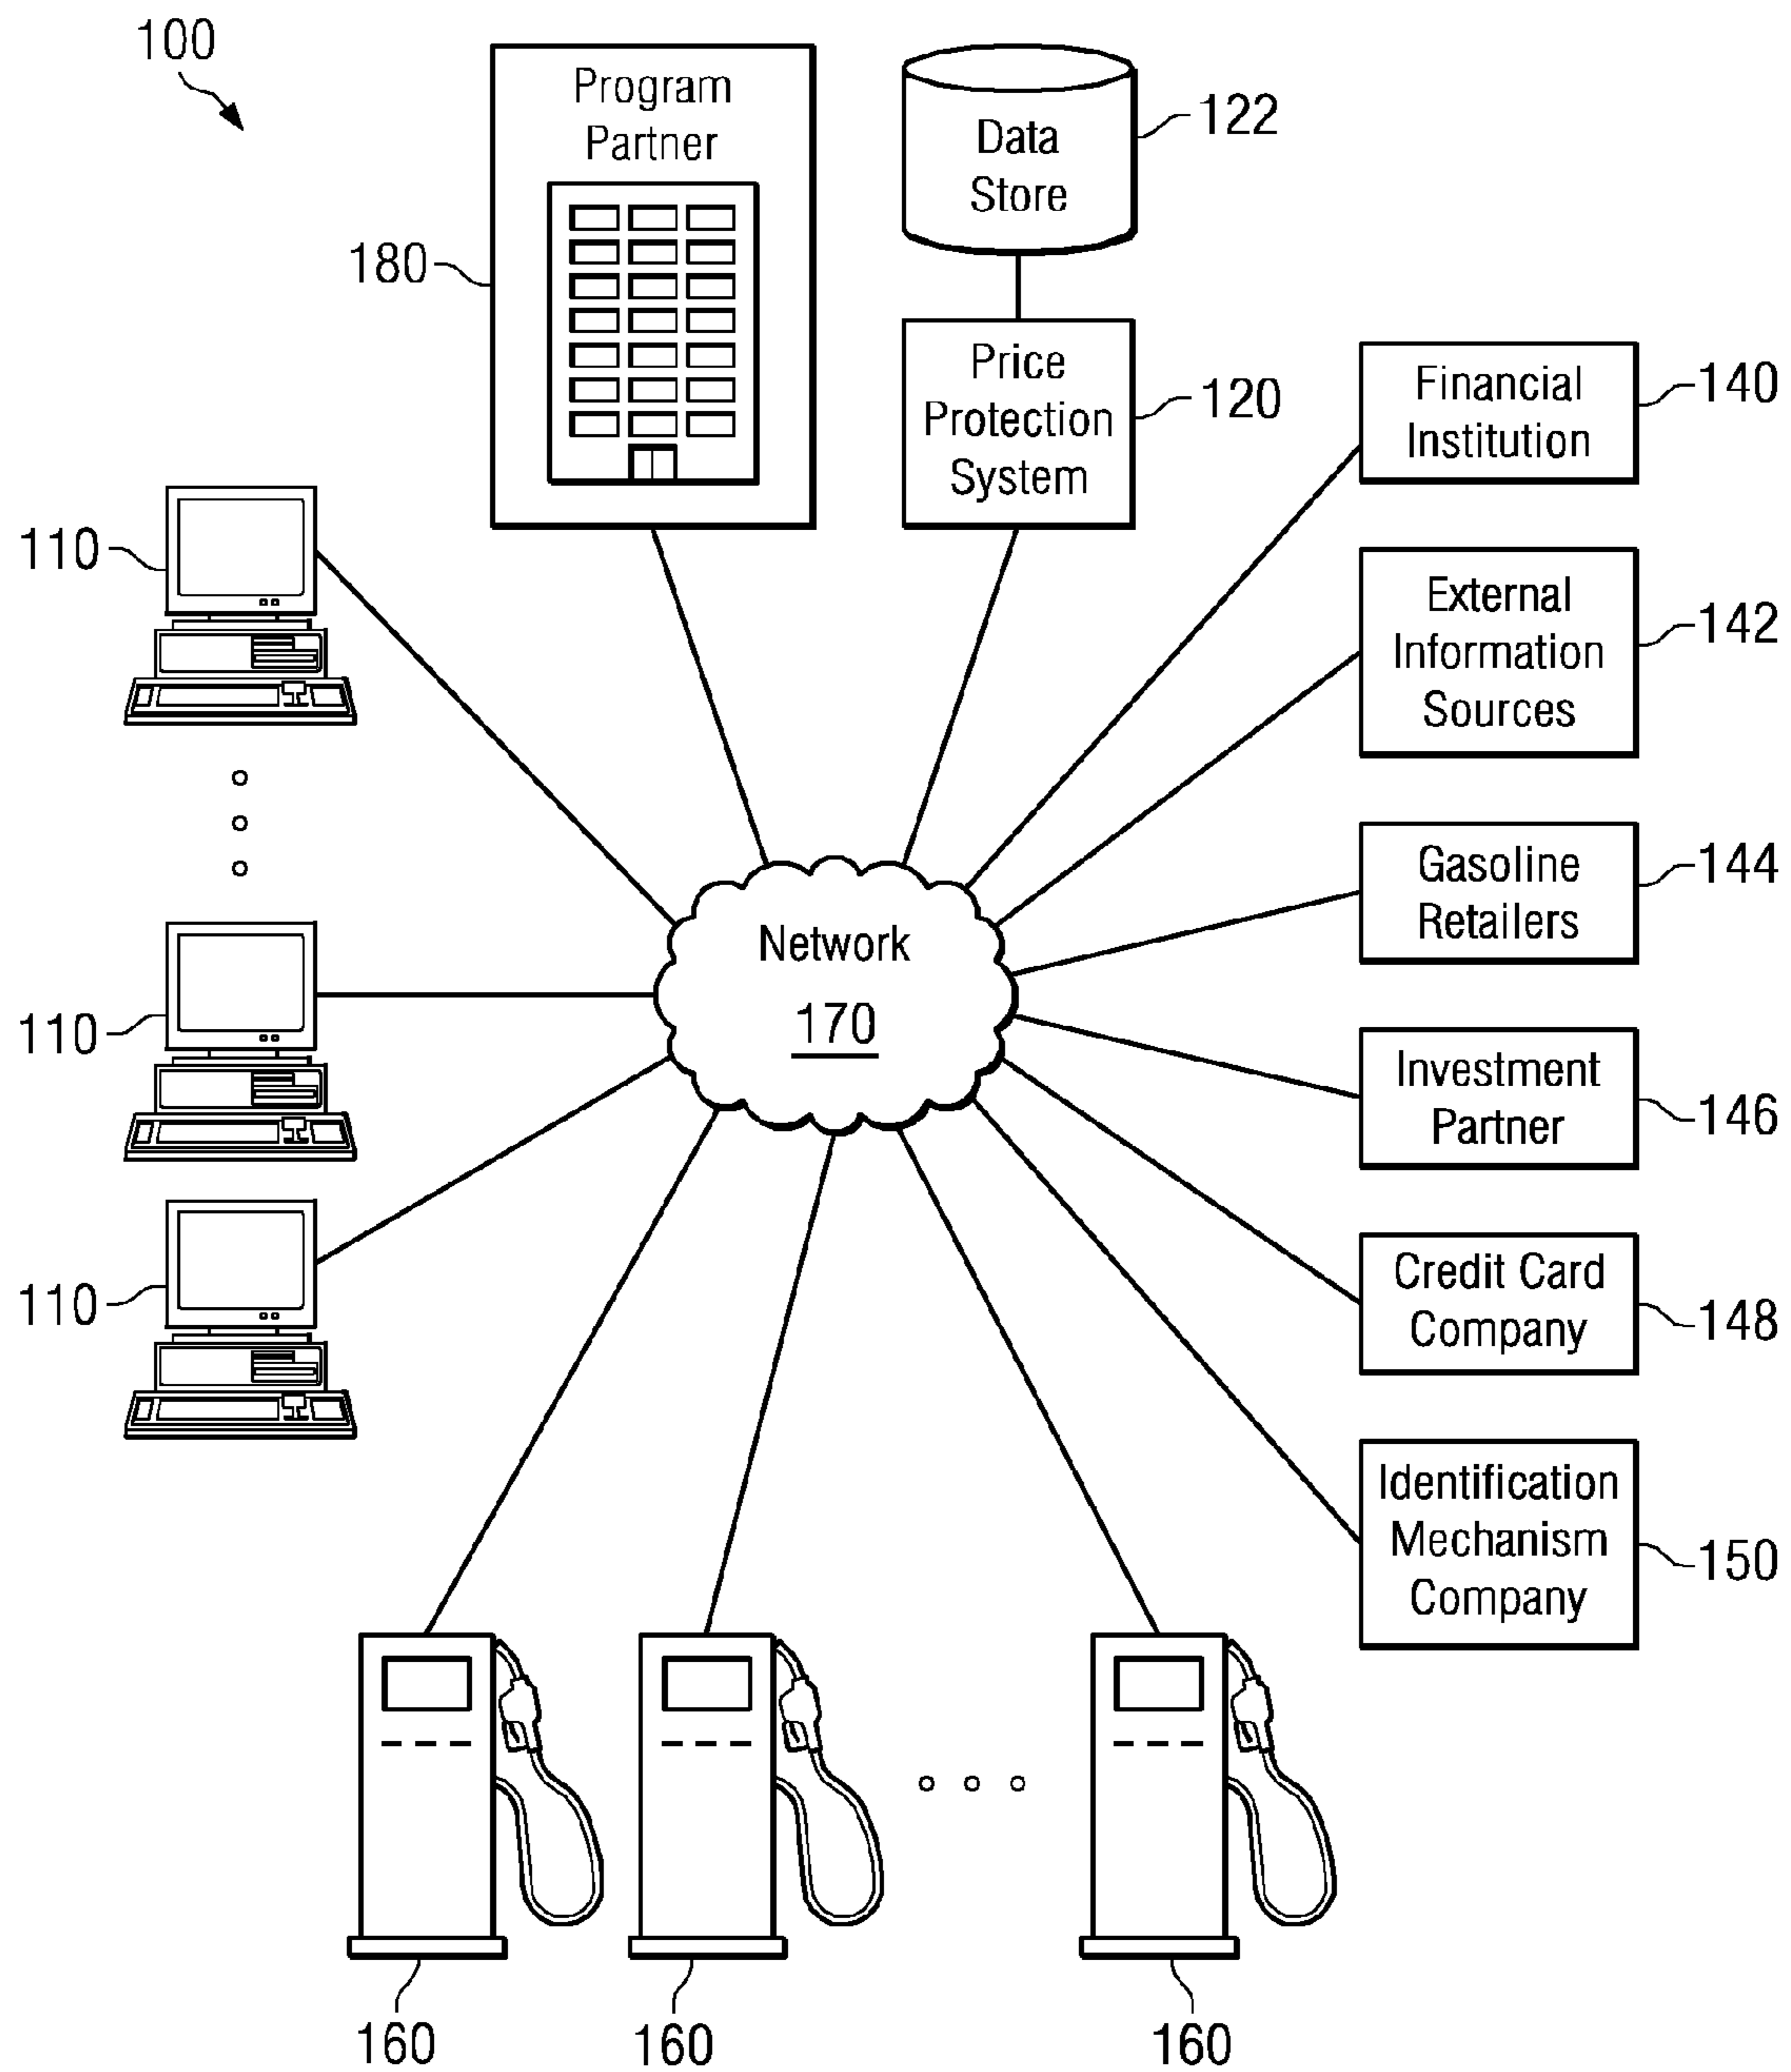 100
Program
Partner
180
Data
Store
122
Price
Protection
System
120
Financial
Institution
140
External
Information
Sources
142
Gasoline
Retailers
144
Investment
Partner
146
Credit Card
Company
148
Identification
Mechanism
Company
150
110
110
110
Network
170
160
160
160